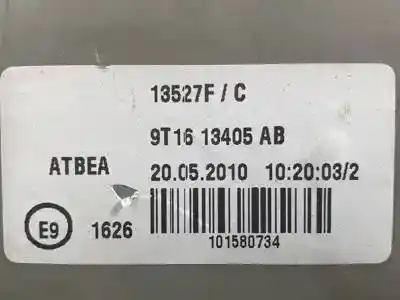 13527F / C
9T16 13405 AB
ATBEA 20.05.2010 10:20:03/2
E9 1626
101580734